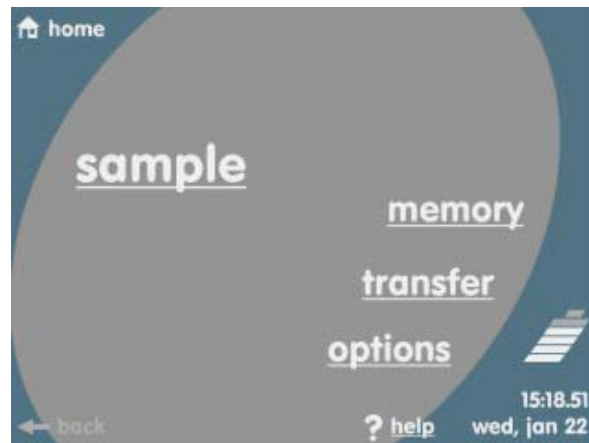 home
sample
memory
transfer
options
15:18.51
back
? help
wed, jan 22